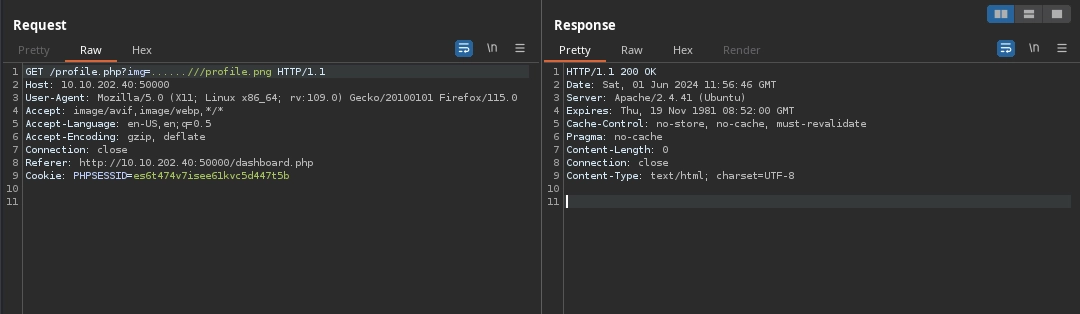 Request
Response
Pretty Raw Hex \n
Pretty Raw Hex Render \n
1 GET /profile.php?img=......///profile.png HTTP/1.1
2 Host: 10.10.202.40:50000
3 User-Agent: Mozilla/5.0 (X11; Linux x86_64; rv:109.0) Gecko/20100101 Firefox/115.0
4 Accept: image/avif,image/webp,*/*
5 Accept-Language: en-US,en;q=0.5
6 Accept-Encoding: gzip, deflate
7 Connection: close
8 Referer: http://10.10.202.40:50000/dashboard.php
9 Cookie: PHPSESSID=es6t474v7isee61kvc5d447t5b
10
11
1 HTTP/1.1 200 OK
2 Date: Sat, 01 Jun 2024 11:56:46 GMT
3 Server: Apache/2.4.41 (Ubuntu)
4 Expires: Thu, 19 Nov 1981 08:52:00 GMT
5 Cache-Control: no-store, no-cache, must-revalidate
6 Pragma: no-cache
7 Content-Length: 0
8 Connection: close
9 Content-Type: text/html; charset=UTF-8
10
11